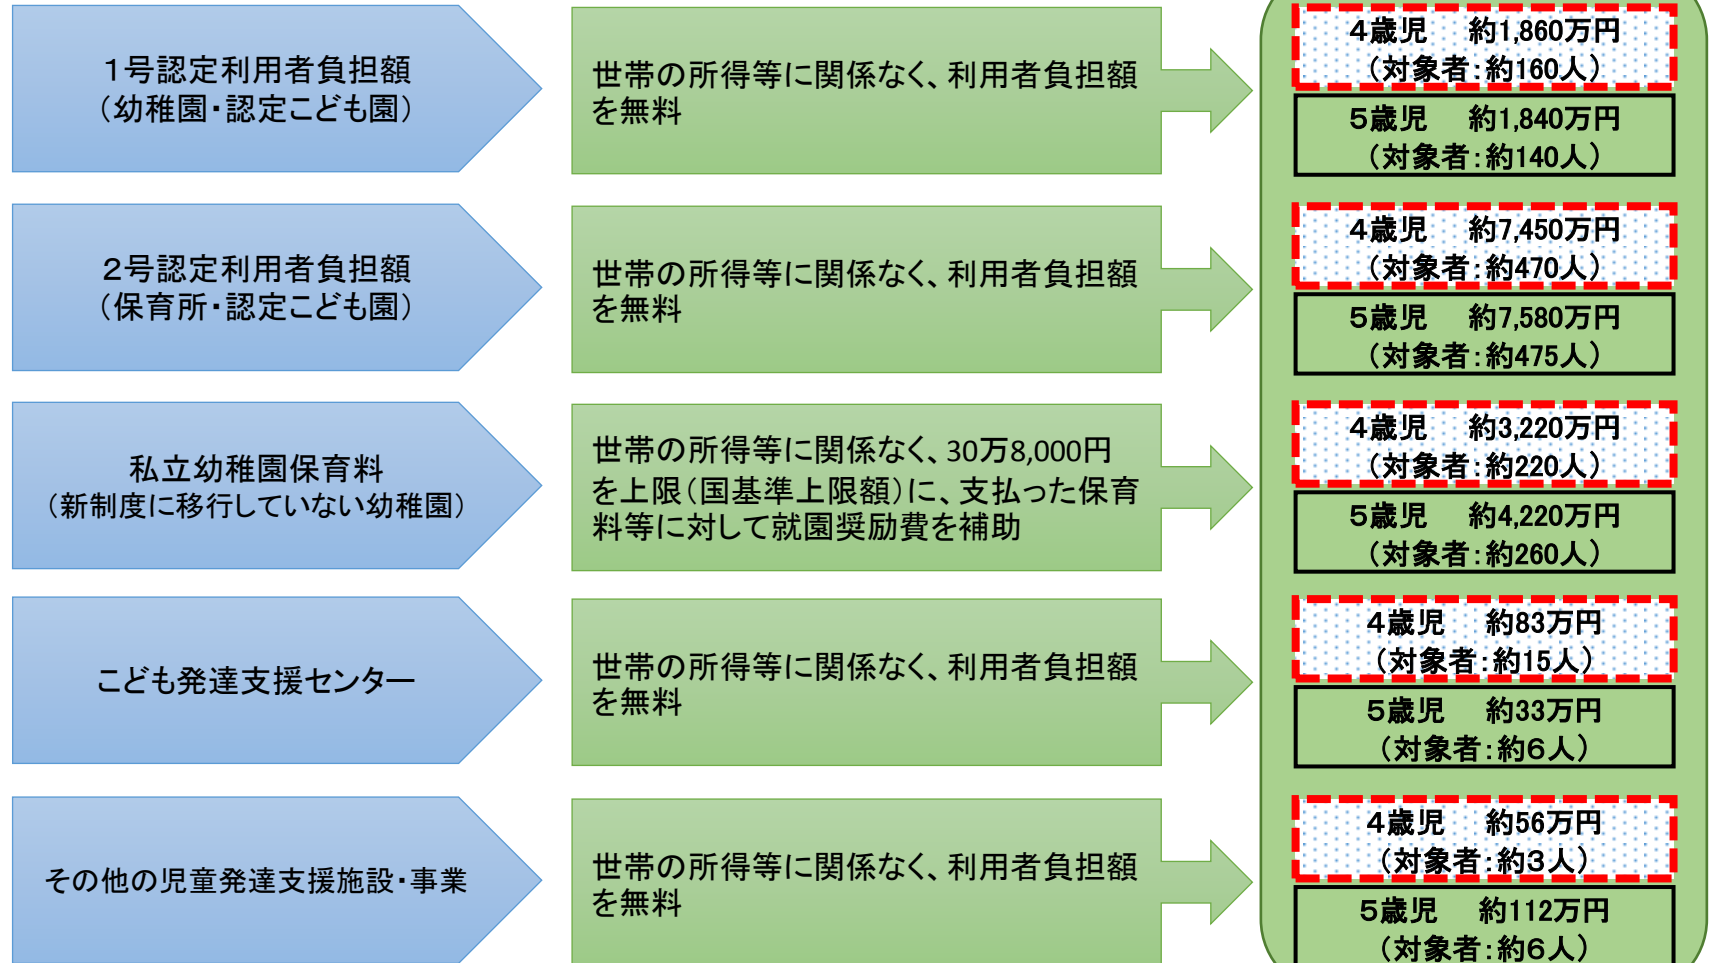 １号認定利用者負担額
（幼稚園・認定こども園）
世帯の所得等に関係なく、利用者負担額
を無料
４歳児　約1,860万円
（対象者：約160人）
５歳児　約1,840万円
（対象者：約140人）
２号認定利用者負担額
（保育所・認定こども園）
世帯の所得等に関係なく、利用者負担額
を無料
４歳児　約7,450万円
（対象者：約470人）
５歳児　約7,580万円
（対象者：約475人）
私立幼稚園保育料
（新制度に移行していない幼稚園）
世帯の所得等に関係なく、30万8,000円
を上限（国基準上限額）に、支払った保育
料等に対して就園奨励費を補助
４歳児　約3,220万円
（対象者：約220人）
５歳児　約4,220万円
（対象者：約260人）
こども発達支援センター
世帯の所得等に関係なく、利用者負担額
を無料
４歳児　約83万円
（対象者：約15人）
５歳児　約33万円
（対象者：約６人）
その他の児童発達支援施設・事業
世帯の所得等に関係なく、利用者負担額
を無料
４歳児　約56万円
（対象者：約３人）
５歳児　約112万円
（対象者：約６人）